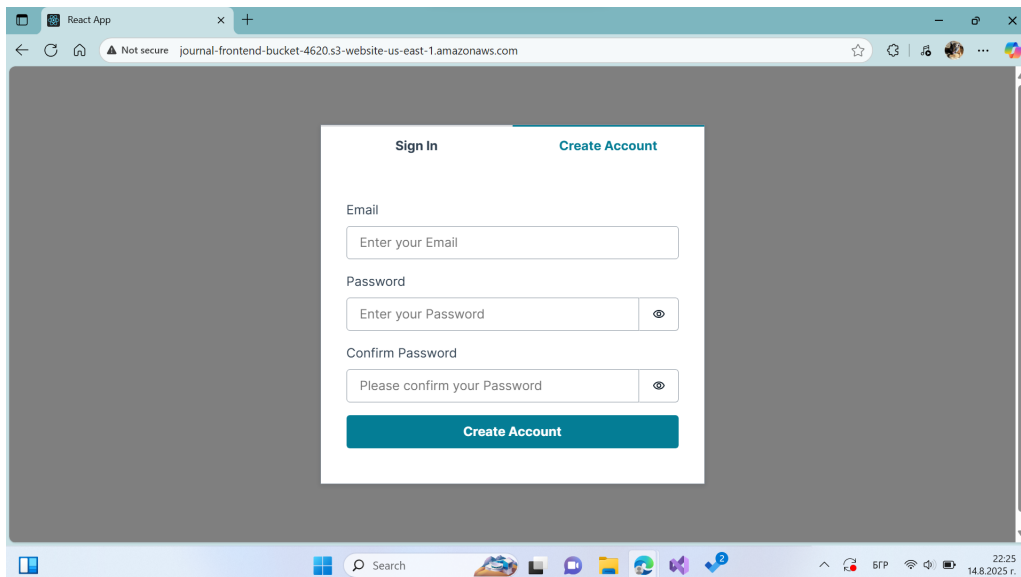 React App
Not secure journal-frontend-bucket-4620.s3-website-us-east-1.amazonaws.com
Sign In Create Account
Email
Enter your Email
Password
Enter your Password
Confirm Password
Please confirm your Password
Create Account
Search
2
БГР
22:25
14.8.2025 г.